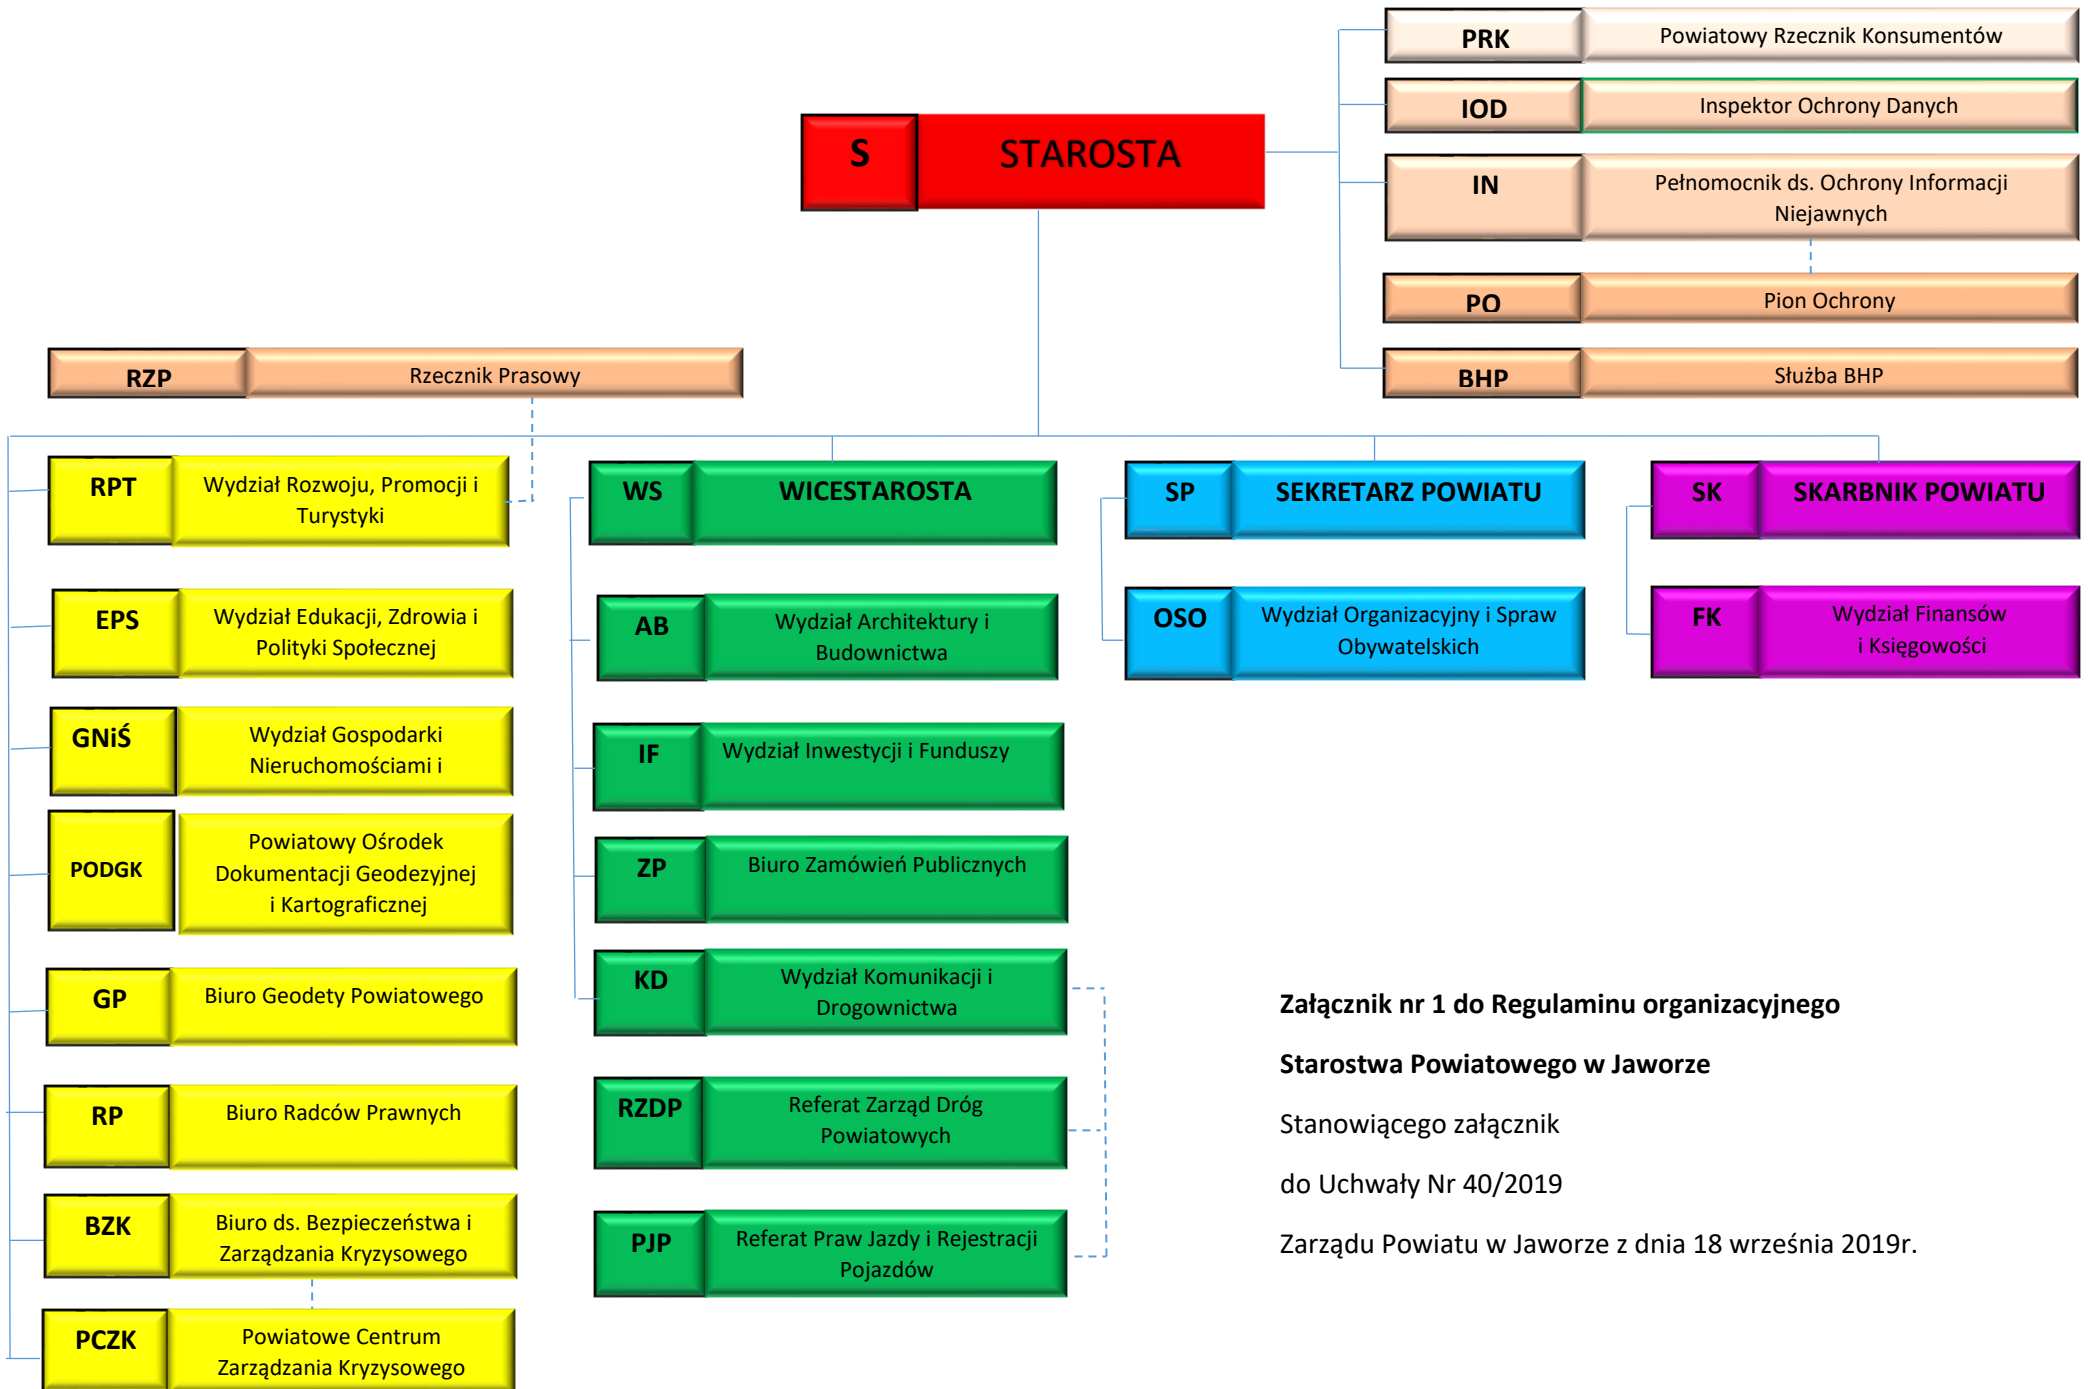 PRK Powiatowy Rzecznik Konsumentów
IOD Inspektor Ochrony Danych
S STAROSTA
IN Pełnomocnik ds. Ochrony Informacji
Niejawnych
PO Pion Ochrony
BHP Służba BHP
RZP Rzecznik Prasowy
RPT Wydział Rozwoju, Promocji i
Turystyki
EPS Wydział Edukacji, Zdrowia i
Polityki Społecznej
GNiŚ Wydział Gospodarki
Nieruchomościami i
PODGK Powiatowy Ośrodek
Dokumentacji Geodezyjnej
i Kartograficznej
GP Biuro Geodety Powiatowego
RP Biuro Radców Prawnych
BZK Biuro ds. Bezpieczeństwa i
Zarządzania Kryzysowego
PCZK Powiatowe Centrum
Zarządzania Kryzysowego
WS WICESTAROSTA
AB Wydział Architektury i
Budownictwa
IF Wydział Inwestycji i Funduszy
ZP Biuro Zamówień Publicznych
KD Wydział Komunikacji i
Drogownictwa
RZDP Referat Zarząd Dróg
Powiatowych
PJP Referat Praw Jazdy i Rejestracji
Pojazdów
SP SEKRETARZ POWIATU
OSO Wydział Organizacyjny i Spraw
Obywatelskich
SK SKARBNIK POWIATU
FK Wydział Finansów
i Księgowości
Załącznik nr 1 do Regulaminu organizacyjnego
Starostwa Powiatowego w Jaworze
Stanowiącego załącznik
do Uchwały Nr 40/2019
Zarządu Powiatu w Jaworze z dnia 18 września 2019r.